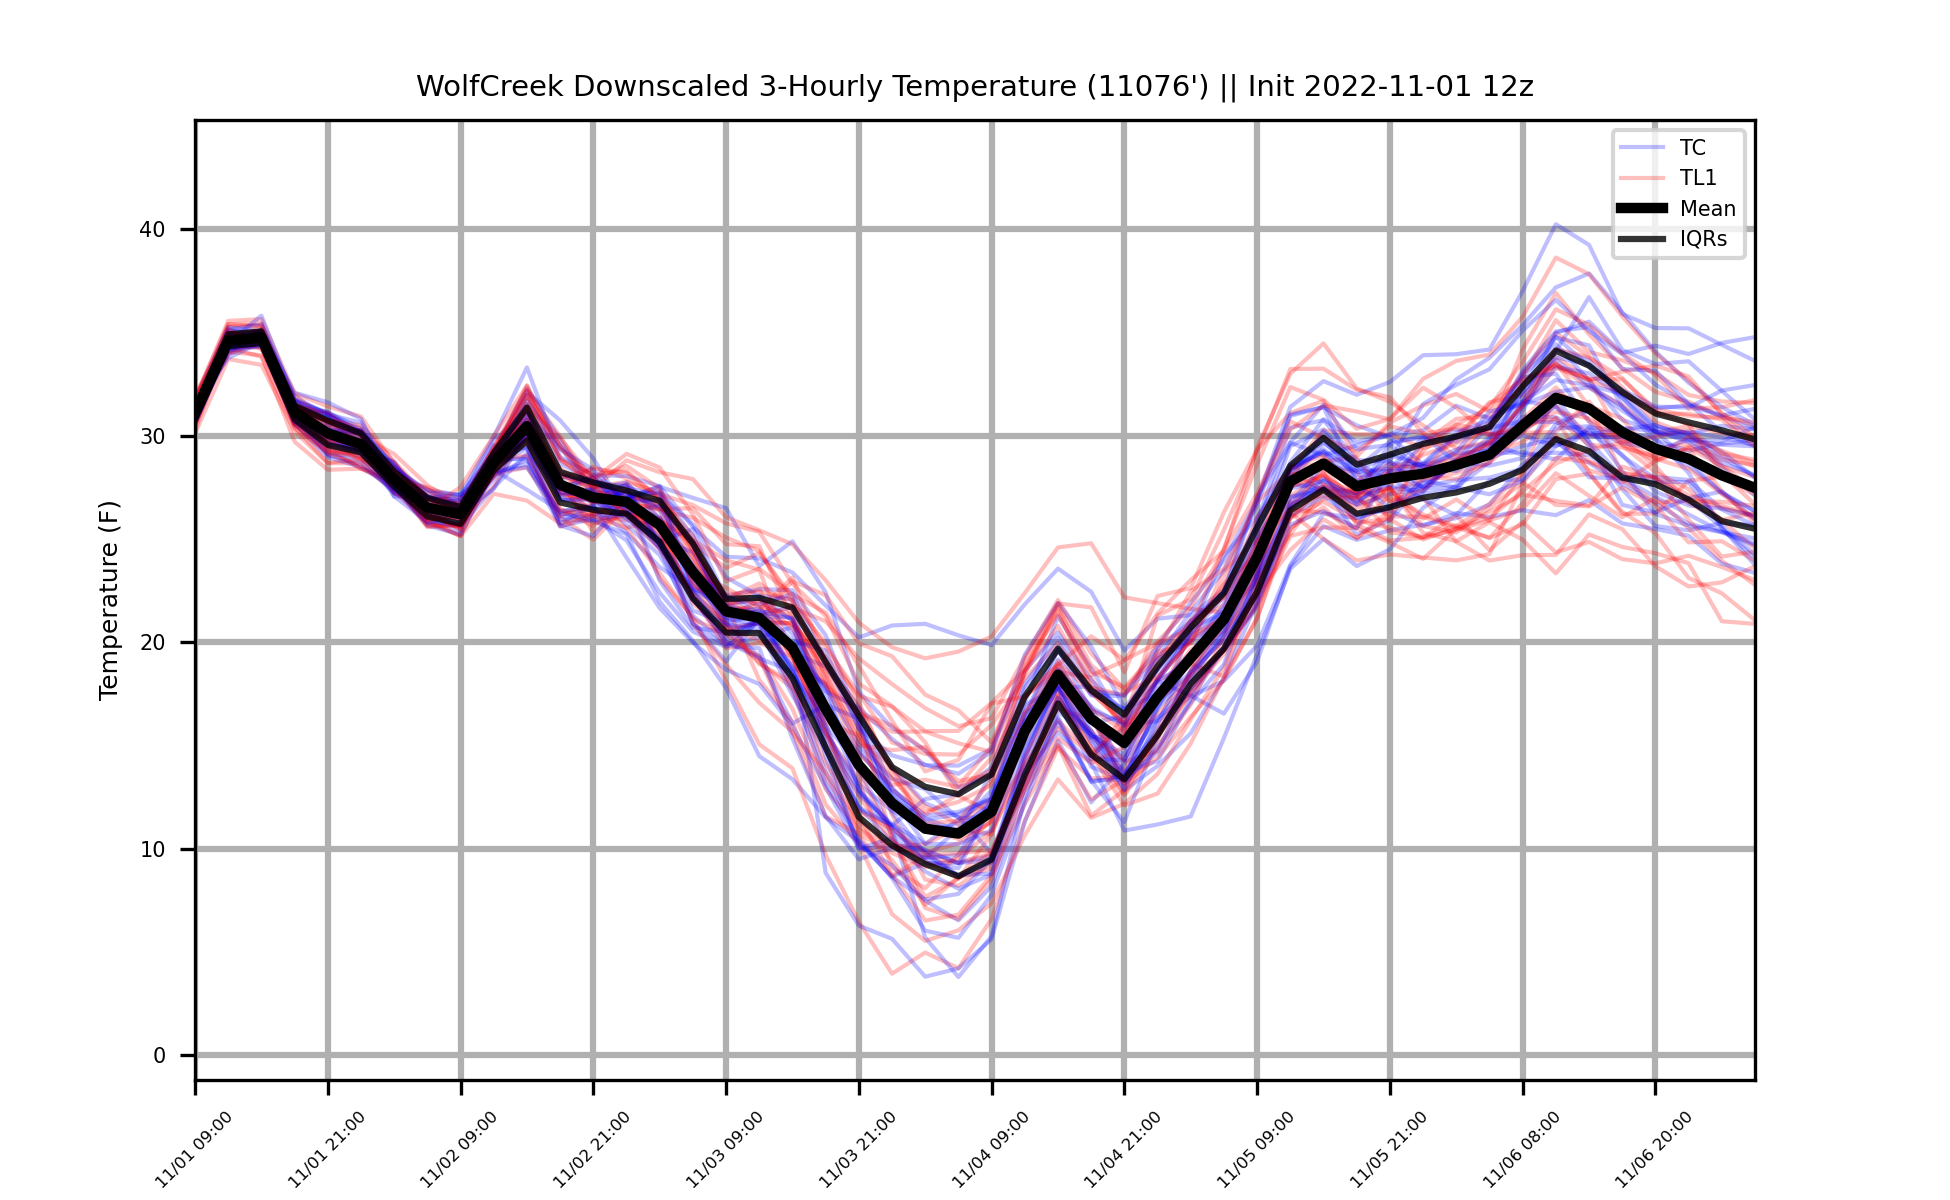 WolfCreek Downscaled 3-Hourly Temperature (11076') || Init 2022-11-01 12z
TC
TL1
Mean
IQRs
Temperature (F)
40
30
20
10
0
11/01 09:00
11/01 21:00
11/02 09:00
11/02 21:00
11/03 09:00
11/03 21:00
11/04 09:00
11/04 21:00
11/05 09:00
11/05 21:00
11/06 08:00
11/06 20:00